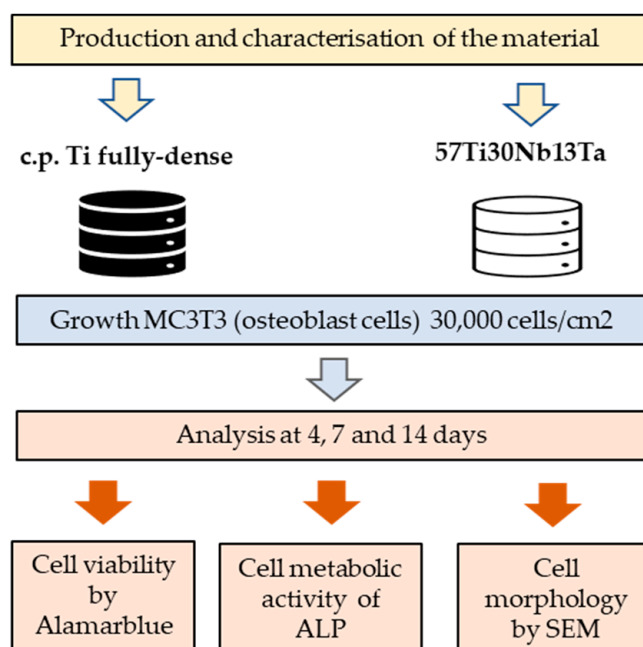 Production and characterisation of the material
c.p. Ti fully-dense
57Ti30Nb13Ta
Growth MC3T3 (osteoblast cells) 30,000 cells/cm2
Analysis at 4, 7 and 14 days
Cell viability
by
Alamarblue
Cell metabolic
activity of
ALP
Cell
morphology
by SEM